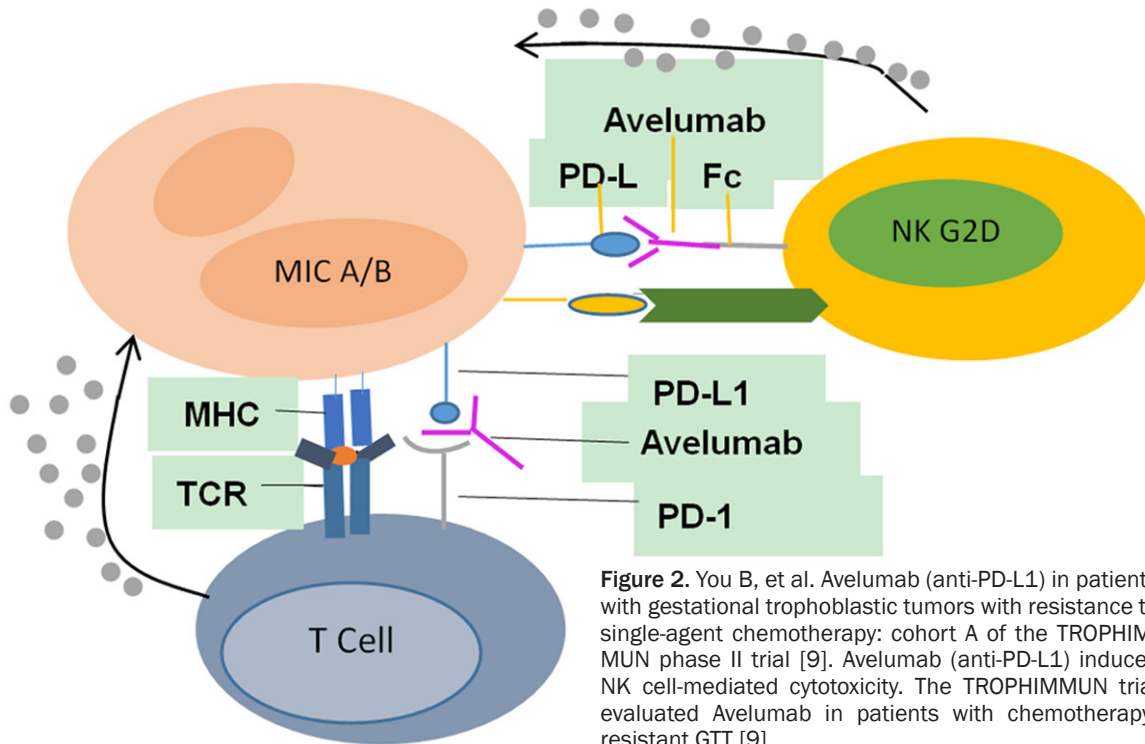 Avelumab
PD-L
Fc
NK G2D
MIC A/B
MHC
TCR
PD-L1
Avelumab
PD-1
T Cell
Figure 2. You B, et al. Avelumab (anti-PD-L1) in patient
with gestational trophoblastic tumors with resistance t
single-agent chemotherapy: cohort A of the TROPHIM
MUN phase II trial [9]. Avelumab (anti-PD-L1) induce
NK cell-mediated cytotoxicity. The TROPHIMMUN tria
evaluated Avelumab in patients with chemotherapy
resistant GTT [9]